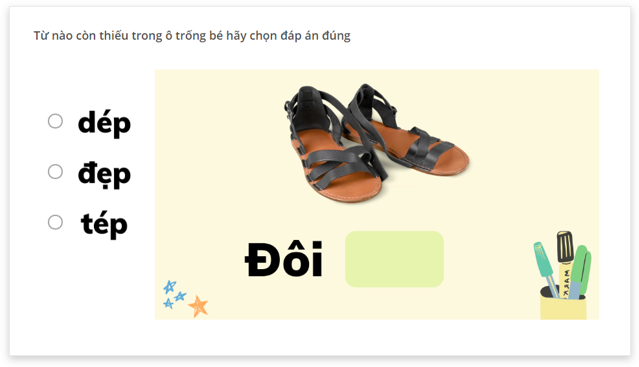 Từ nào còn thiếu trong ô trống bé hãy chọn đáp án đúng
dép
đẹp
tép
Đôi